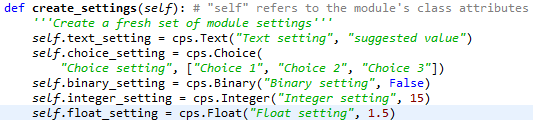 def create_settings(self): # "self" refers to the module's class attributes
'''Create a fresh set of module settings'''
self.text_setting = cps.Text("Text setting", "suggested value")
self.choice_setting = cps.Choice(
"Choice setting", ["Choice 1", "Choice 2", "Choice 3"])
self.binary_setting = cps.Binary("Binary setting", False)
self.integer_setting = cps.Integer("Integer setting", 15)
self.float_setting = cps.Float("Float setting", 1.5)